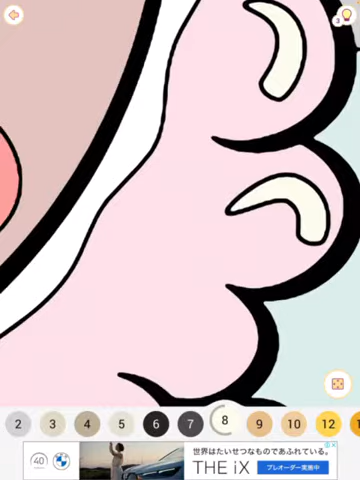 3
2 3 4 5 6 7 8 9 10 12 1
40
世界はたいせつなものであふれている。
THE iX
プレオーダー実施中